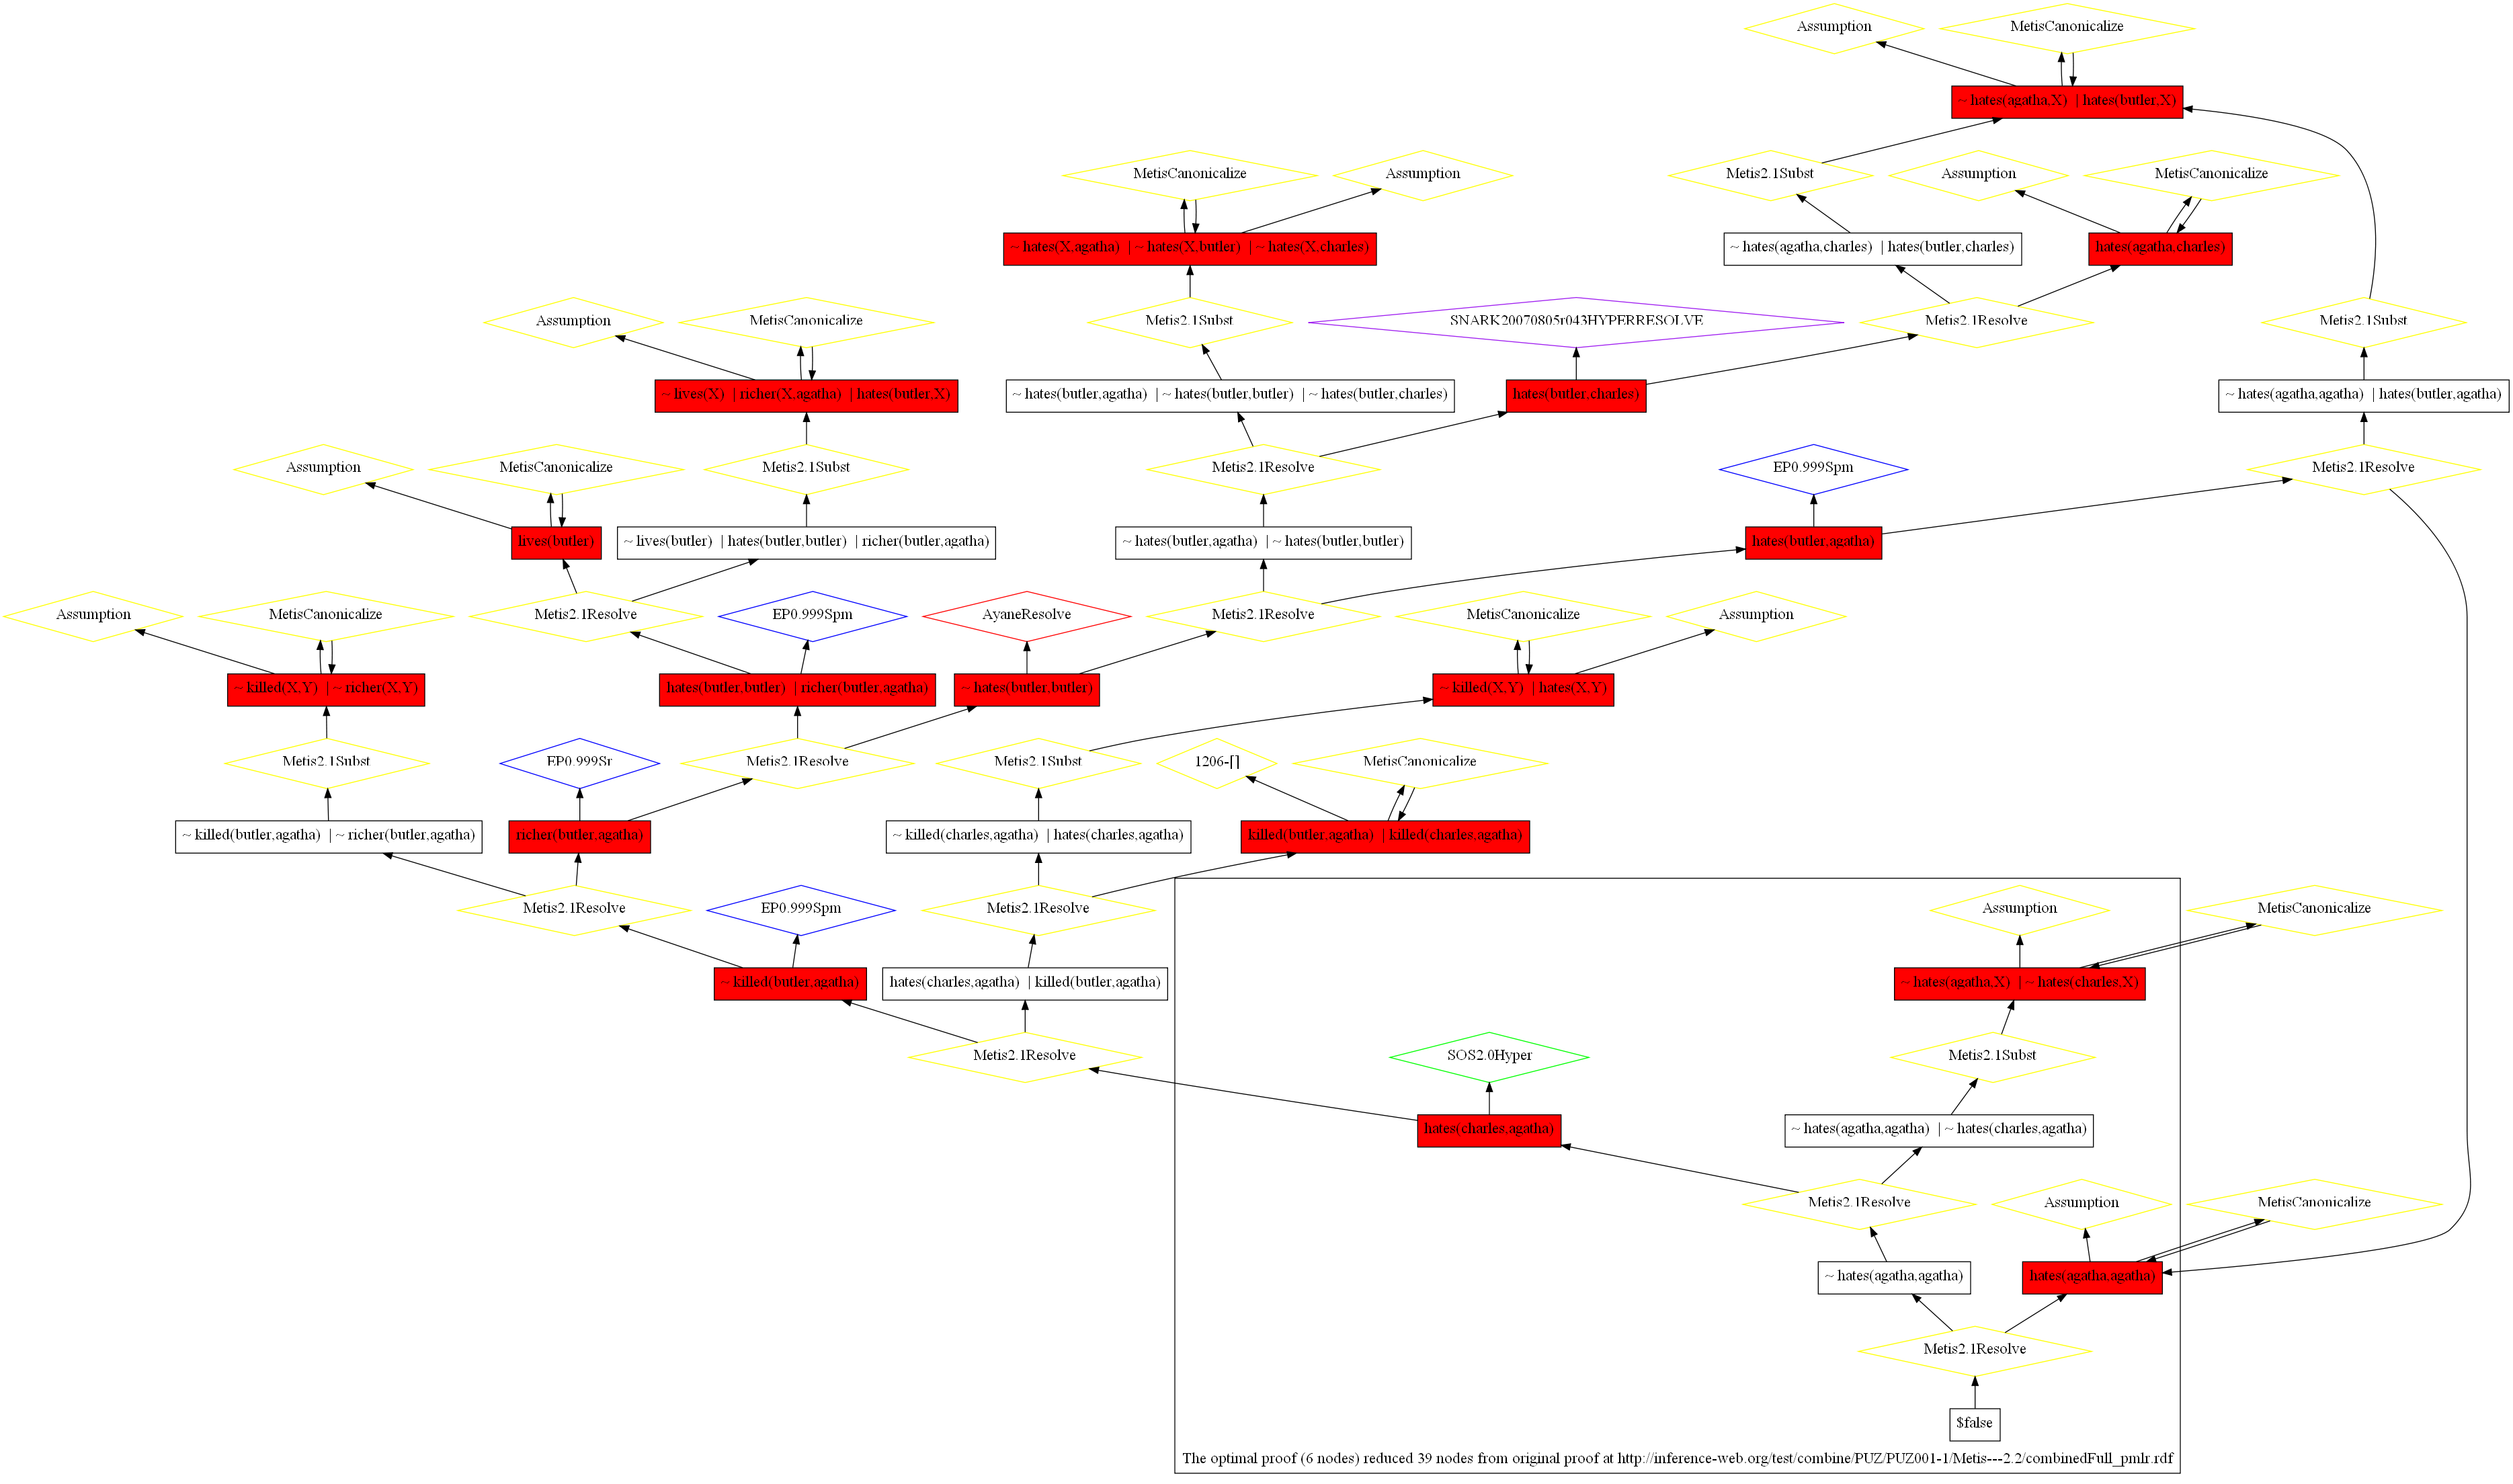 Assumption
MetisCanonicalize
~ hates(agatha,X) | hates(butler,X)
MetisCanonicalize
Assumption
Metis2.1Subst
Assumption
MetisCanonicalize
~ hates(X,agatha) | ~ hates(X,butler) | ~ hates(X,charles)
~ hates(agatha,charles) | hates(butler,charles)
hates(agatha,charles)
Assumption
MetisCanonicalize
Metis2.1Subst
SNARK20070805r043HYPERRESOLVE
Metis2.1Resolve
Metis2.1Subst
~ lives(X) | richer(X,agatha) | hates(butler,X)
~ hates(butler,agatha) | ~ hates(butler,butler) | ~ hates(butler,charles)
hates(butler,charles)
~ hates(agatha,agatha) | hates(butler,agatha)
Assumption
MetisCanonicalize
Metis2.1Subst
Metis2.1Resolve
EP0.999Spm
Metis2.1Resolve
lives(butler)
~ lives(butler) | hates(butler,butler) | richer(butler,agatha)
~ hates(butler,agatha) | ~ hates(butler,butler)
hates(butler,agatha)
Assumption
MetisCanonicalize
Metis2.1Resolve
EP0.999Spm
AyaneResolve
Metis2.1Resolve
MetisCanonicalize
Assumption
~ killed(X,Y) | ~ richer(X,Y)
hates(butler,butler) | richer(butler,agatha)
~ hates(butler,butler)
~ killed(X,Y) | hates(X,Y)
Metis2.1Subst
EP0.999Sr
Metis2.1Resolve
Metis2.1Subst
1206-[]
MetisCanonicalize
~ killed(butler,agatha) | ~ richer(butler,agatha)
richer(butler,agatha)
~ killed(charles,agatha) | hates(charles,agatha)
killed(butler,agatha) | killed(charles,agatha)
Metis2.1Resolve
EP0.999Spm
Metis2.1Resolve
Assumption
MetisCanonicalize
~ killed(butler,agatha)
hates(charles,agatha) | killed(butler,agatha)
~ hates(agatha,X) | ~ hates(charles,X)
Metis2.1Resolve
SOS2.0Hyper
Metis2.1Subst
hates(charles,agatha)
~ hates(agatha,agatha) | ~ hates(charles,agatha)
Metis2.1Resolve
Assumption
MetisCanonicalize
~ hates(agatha,agatha)
hates(agatha,agatha)
Metis2.1Resolve
$false
The optimal proof (6 nodes) reduced 39 nodes from original proof at http://inference-web.org/test/combine/PUZ/PUZ001-1/Metis---2.2/combinedFull_pmlr.rdf